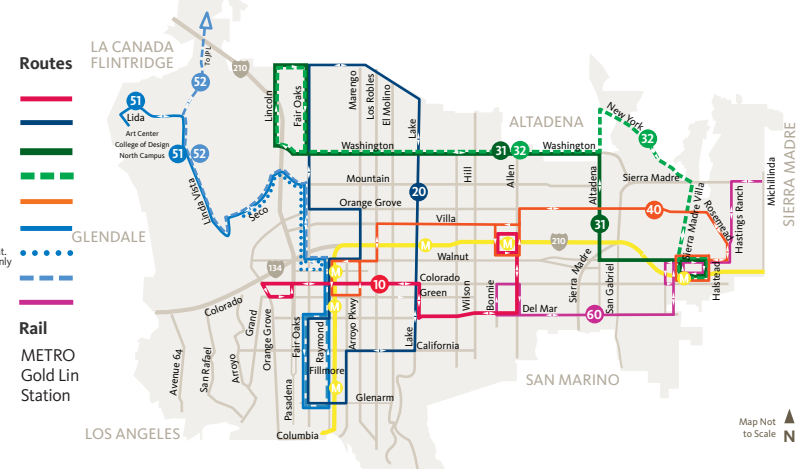 Routes
t.
nly
Rail
METRO
Gold Lin
Station
LA CANADA
FLINTRIDGE
To JPL
210
52
51
Lida
Art Center
College of Design
North Campus
51
52
Linda Vista
Seco
GLENDALE
134
Lincoln
Fair Oaks
Marengo
Los Robles
El Molino
Lake
Washington
Mountain
Orange Grove
20
Hill
Allen
31
32
Washington
ALTADENA
New York
32
Altadena
31
Sierra Madre
Sierra Madre Villa
Rosemead
Hastings Ranch
Michillinda
SIERRA MADRE
40
Villa
M
M
210
Walnut
M
Colorado
10
Green
Colorado
M
Wilson
Bonnie
Del Mar
Sierra Madre
San Gabriel
60
M
Halstead
Grand
Orange Grove
Fair Oaks
Raymond
Arroyo Pkwy
Lake
California
Fillmore
M
Glenarm
Pasadena
Columbia
Avenue 64
San Rafael
Arroyo
LOS ANGELES
SAN MARINO
Map Not
to Scale
N